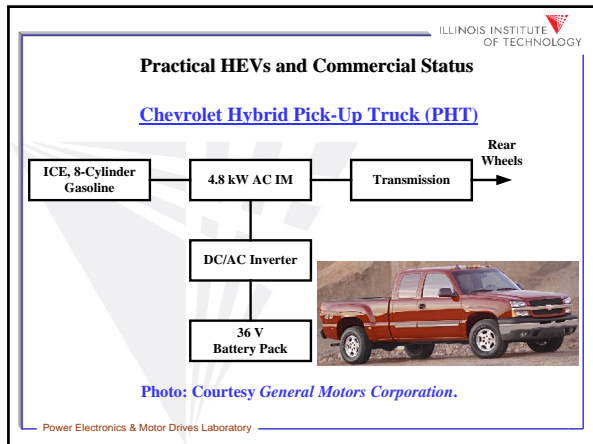 ILLINOIS INSTITUTE
OF TECHNOLOGY
Practical HEVs and Commercial Status
Chevrolet Hybrid Pick-Up Truck (PHT)
Rear
Wheels
ICE, 8-Cylinder
Gasoline
4.8 kW AC IM
Transmission
DC/AC Inverter
36 V
Battery Pack
Photo: Courtesy General Motors Corporation.
Power Electronics & Motor Drives Laboratory